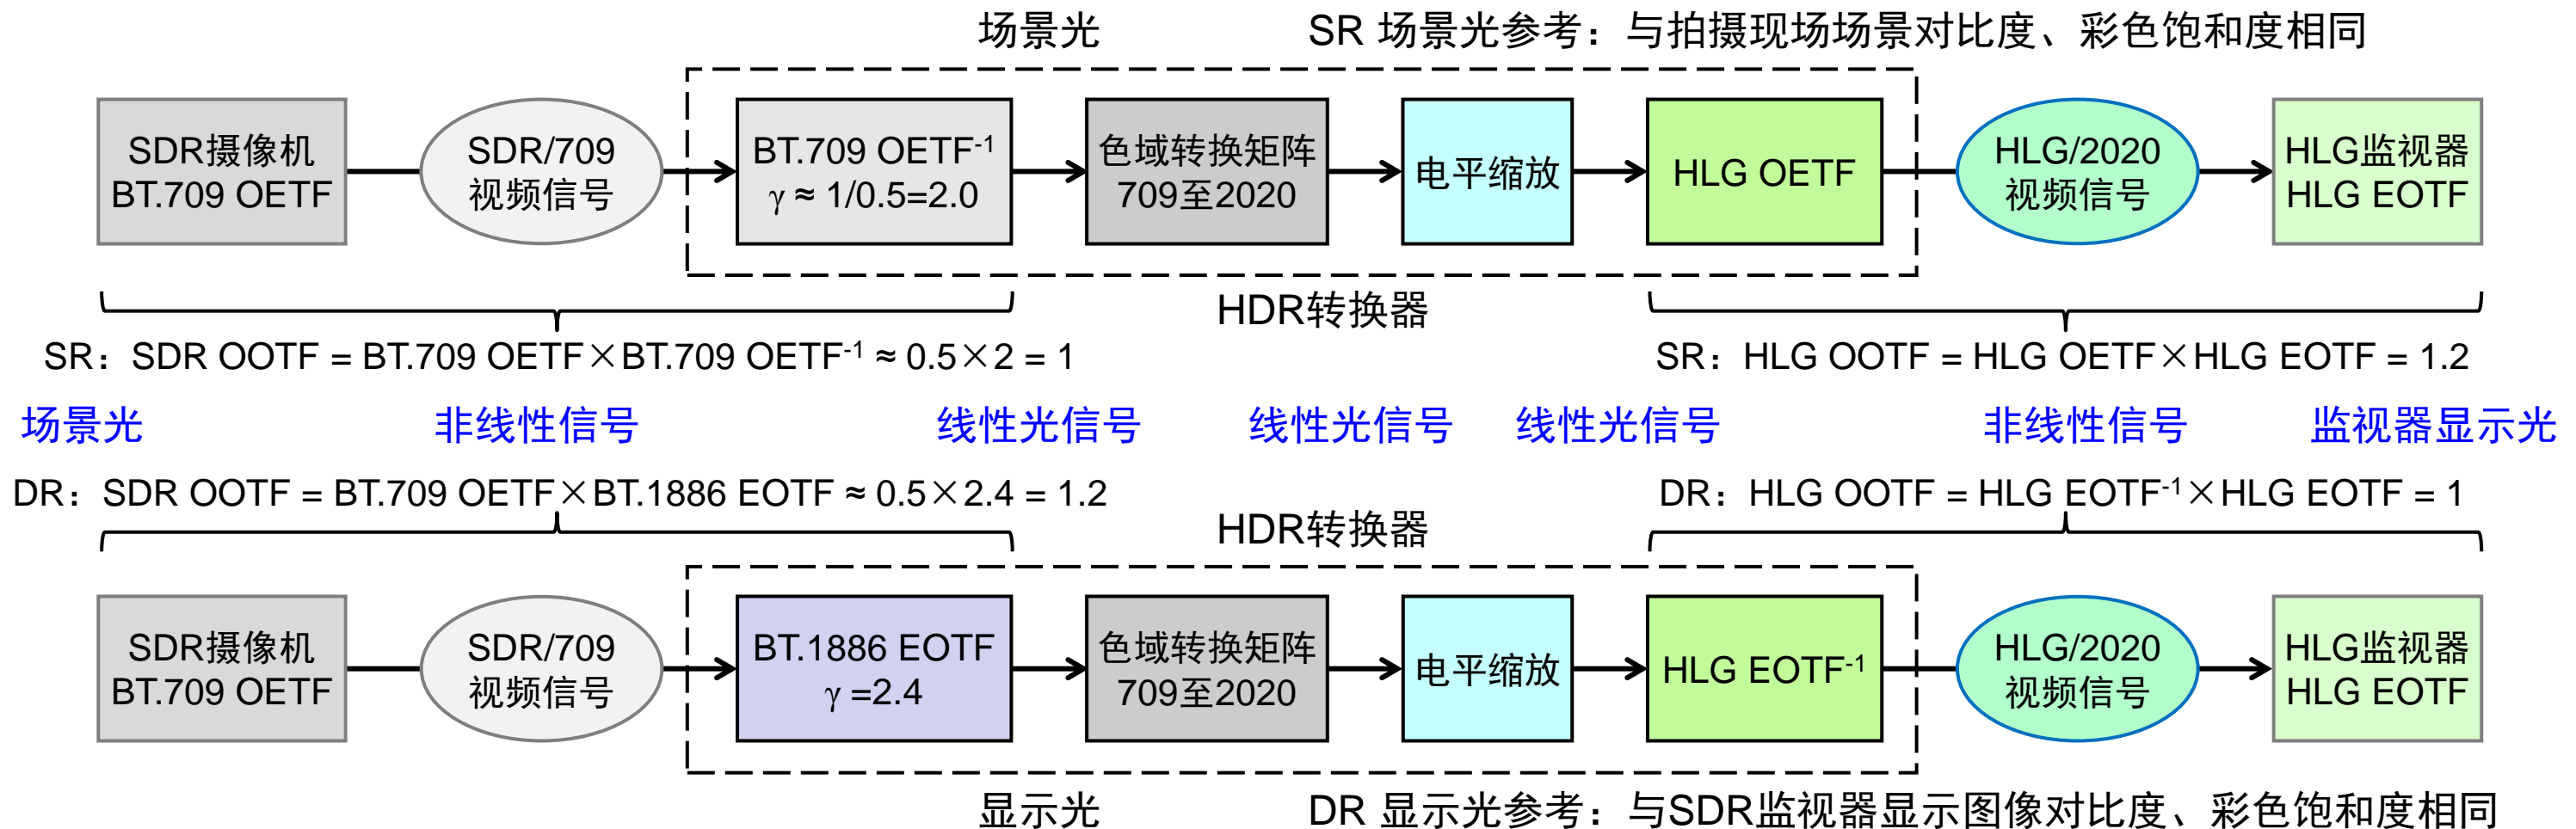 场景光
SR 场景光参考：与拍摄现场场景对比度、彩色饱和度相同
SDR摄像机
BT.709 OETF
SDR/709
视频信号
BT.709 OETF⁻¹
γ ≈ 1/0.5=2.0
色域转换矩阵
709至2020
电平缩放
HLG OETF
HLG/2020
视频信号
HLG监视器
HLG EOTF
HDR转换器
SR：SDR OOTF = BT.709 OETF×BT.709 OETF⁻¹ ≈ 0.5×2 = 1
SR：HLG OOTF = HLG OETF×HLG EOTF = 1.2
场景光
非线性信号
线性光信号
线性光信号
线性光信号
非线性信号
监视器显示光
DR：SDR OOTF = BT.709 OETF×BT.1886 EOTF ≈ 0.5×2.4 = 1.2
DR：HLG OOTF = HLG EOTF⁻¹×HLG EOTF = 1
HDR转换器
SDR摄像机
BT.709 OETF
SDR/709
视频信号
BT.1886 EOTF
γ =2.4
色域转换矩阵
709至2020
电平缩放
HLG EOTF⁻¹
HLG/2020
视频信号
HLG监视器
HLG EOTF
显示光
DR 显示光参考：与SDR监视器显示图像对比度、彩色饱和度相同